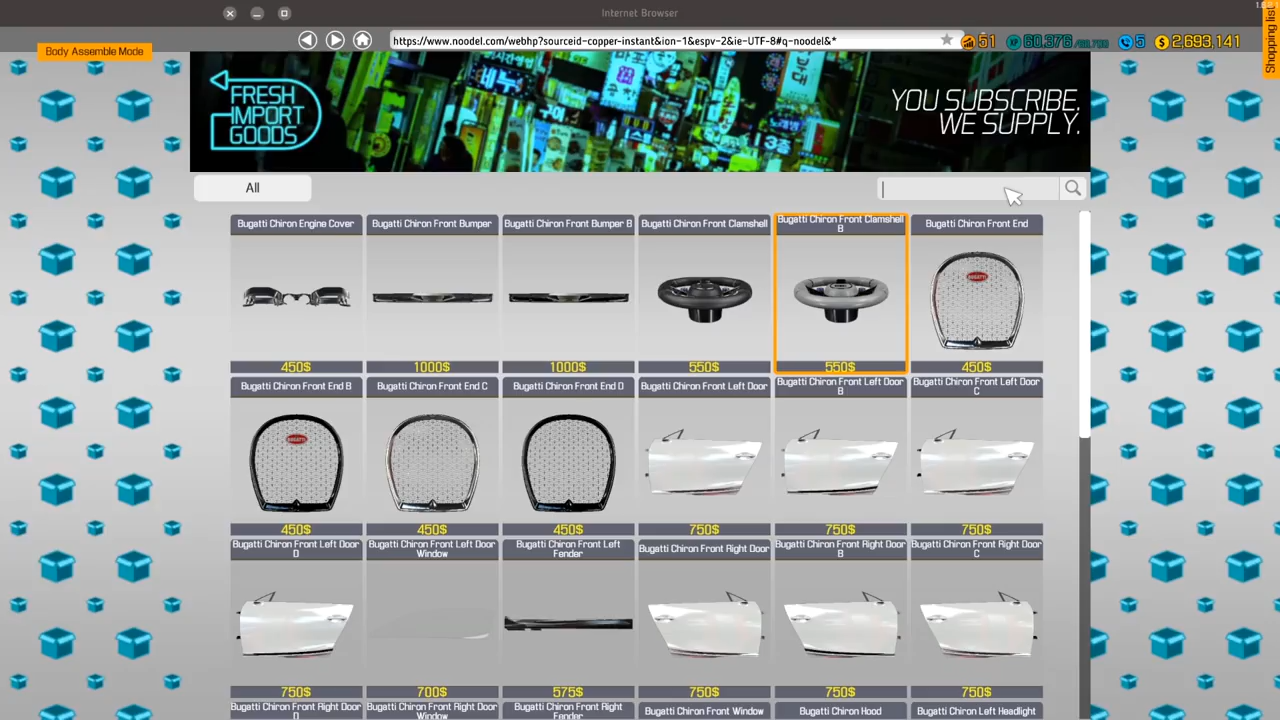 Internet Browser
Body Assemble Mode
https://www.noodel.com/webhp?sourceid-copper-instant&ion-1&espv-2&ie-UTF-8#q-noodel&*
51
60,376
5
2,693,141
Shopping list
FRESH
IMPORT
GOODS
YOU SUBSCRIBE.
WE SUPPLY.
All
Bugatti Chiron Engine Cover
Bugatti Chiron Front Bumper
Bugatti Chiron Front Bumper B
Bugatti Chiron Front Clamshell
Bugatti Chiron Front Clamshell
B
Bugatti Chiron Front End
BUGATTI
450$
1000$
1000$
550$
550$
450$
Bugatti Chiron Front End B
Bugatti Chiron Front End C
Bugatti Chiron Front End D
Bugatti Chiron Front Left Door
Bugatti Chiron Front Left Door
B
Bugatti Chiron Front Left Door
C
BUGATTI
450$
450$
450$
750$
750$
750$
Bugatti Chiron Front Left Door
D
Bugatti Chiron Front Left Door
Window
Bugatti Chiron Front Left
Fender
Bugatti Chiron Front Right Door
Bugatti Chiron Front Right Door
B
Bugatti Chiron Front Right Door
C
750$
700$
575$
750$
750$
750$
Bugatti Chiron Front Right Door
D
Bugatti Chiron Front Right Door
Window
Bugatti Chiron Front Right
Fender
Bugatti Chiron Front Window
Bugatti Chiron Hood
Bugatti Chiron Left Headlight